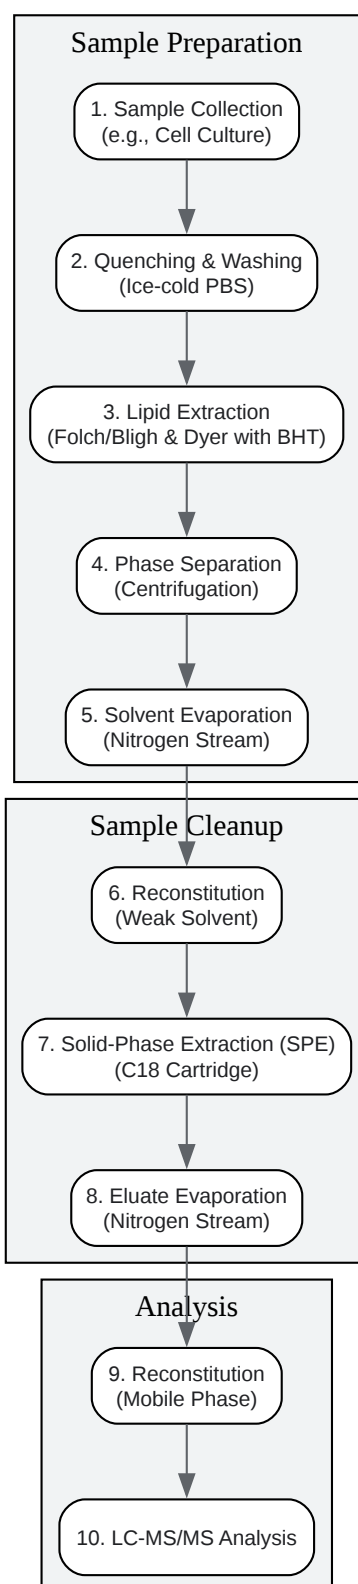 Sample Preparation
1. Sample Collection
(e.g., Cell Culture)
2. Quenching & Washing
(Ice-cold PBS)
3. Lipid Extraction
(Folch/Bligh & Dyer with BHT)
4. Phase Separation
(Centrifugation)
5. Solvent Evaporation
(Nitrogen Stream)
Sample Cleanup
6. Reconstitution
(Weak Solvent)
7. Solid-Phase Extraction (SPE)
(C18 Cartridge)
8. Eluate Evaporation
(Nitrogen Stream)
Analysis
9. Reconstitution
(Mobile Phase)
10. LC-MS/MS Analysis